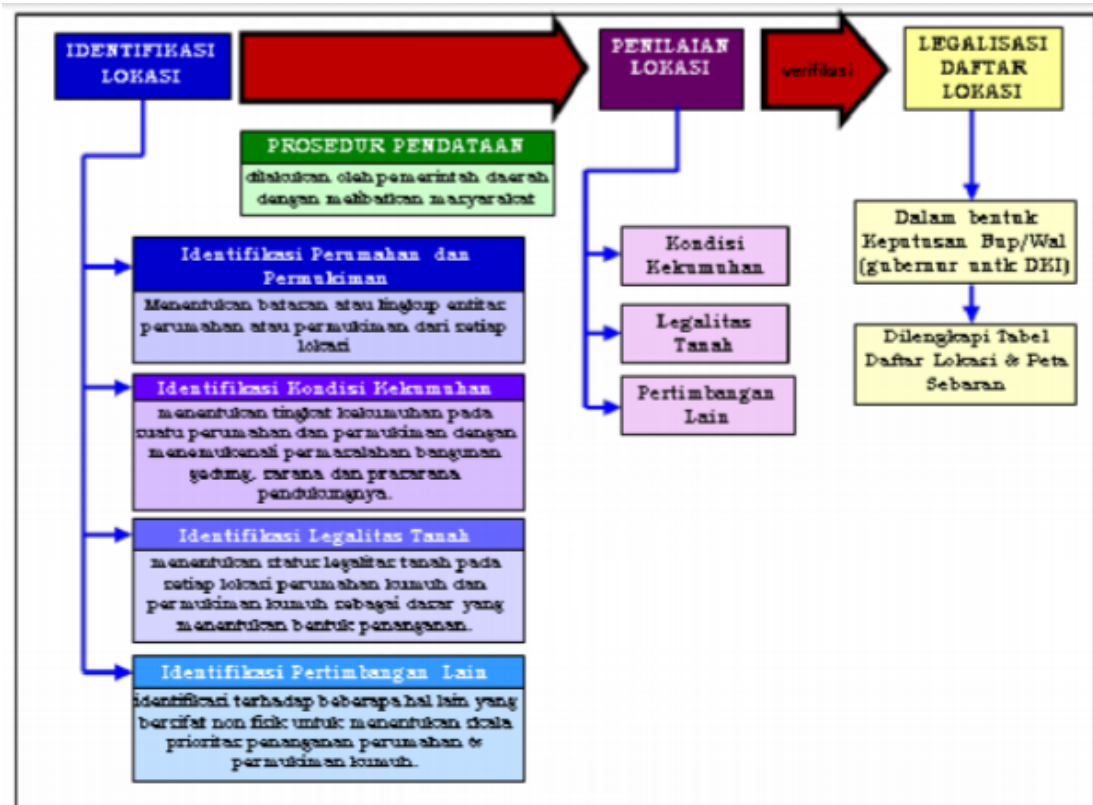 IDENTIFIKASI
LOKASI
PENILAIAN
LOKASI
verifikasi
LEGALISASI
DAFTAR
LOKASI
PROSEDUR PENDATAAN
dilakukan oleh pemerintah daerah
dengan melibatkan masyarakat
Identifikasi Perumahan dan
Permukiman
Menentukan batasan atau lingkup entitas
perumahan atau permukiman dari setiap
lokasi
Identifikasi Kondisi Kekumuhan
menentukan tingkat kekumuhan pada
suatu perumahan dan permukiman dengan
menemukenali permasalahan bangunan
gedung, sarana dan prasarana
pendukungnya.
Identifikasi Legalitas Tanah
menentukan status legalitas tanah pada
setiap lokasi perumahan kumuh dan
permukiman kumuh sebagai dasar yang
menentukan bentuk penanganan.
Identifikasi Pertimbangan Lain
identifikasi terhadap beberapa hal lain yang
bersifat non fisik untuk menentukan skala
prioritas penanganan perumahan &
permukiman kumuh.
Kondisi
Kekumuhan
Legalitas
Tanah
Pertimbangan
Lain
Dalam bentuk
Keputusan Bup/Wal
(gubernur untk DKI)
Dilengkapi Tabel
Daftar Lokasi & Peta
Sebaran